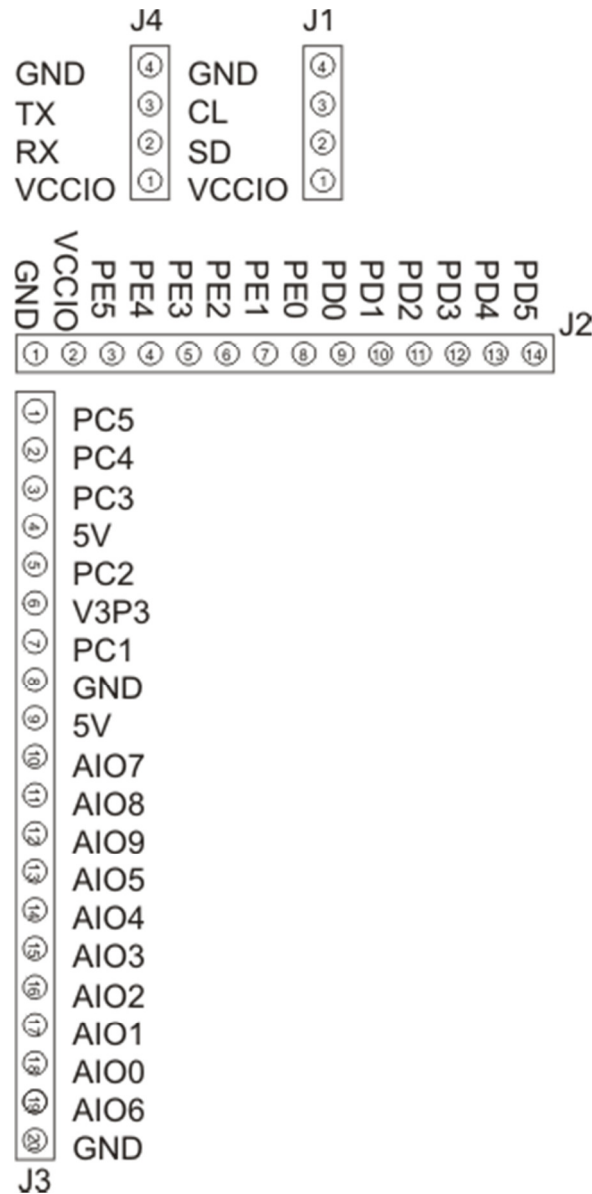 J4 J1
GND 4 GND 4
TX 3 CL 3
RX 2 SD 2
VCCIO 1 VCCIO 1
GND VCCIO PE5 PE4 PE3 PE2 PE1 PE0 PD0 PD1 PD2 PD3 PD4 PD5
J2
1 2 3 4 5 6 7 8 9 10 11 12 13 14
1 PC5
2 PC4
3 PC3
4 5V
5 PC2
6 V3P3
7 PC1
8 GND
9 5V
10 AIO7
11 AIO8
12 AIO9
13 AIO5
14 AIO4
15 AIO3
16 AIO2
17 AIO1
18 AIO0
19 AIO6
20 GND
J3